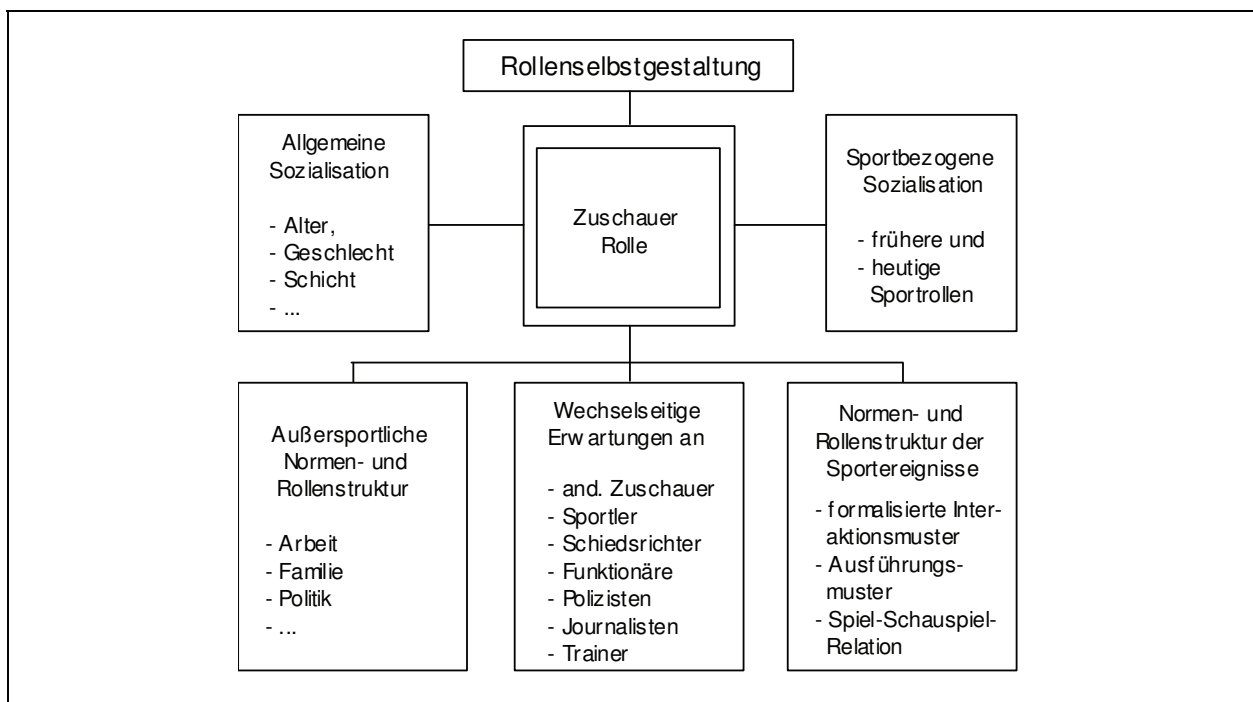 Rollenselbstgestaltung
Allgemeine
Sozialisation
- Alter,
- Geschlecht
- Schicht
- ...
Zuschauer
Rolle
Sportbezogene
Sozialisation
- frühere und
- heutige
Sportrollen
Außersportliche
Normen- und
Rollenstruktur
- Arbeit
- Familie
- Politik
- ...
Wechselseitige
Erwartungen an
- and. Zuschauer
- Sportler
- Schiedsrichter
- Funktionäre
- Polizisten
- Journalisten
- Trainer
Normen- und
Rollenstruktur der
Sportereignisse
- formalisierte Inter-
aktionsmuster
- Ausführungs-
muster
- Spiel-Schauspiel-
Relation